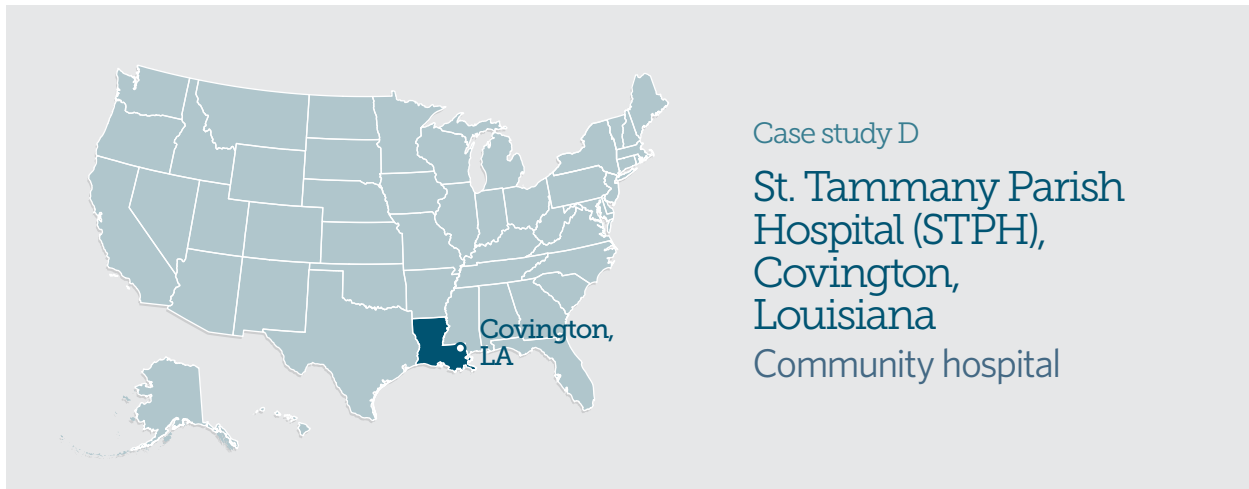 Covington,
LA
Case study D
St. Tammany Parish
Hospital (STPH),
Covington,
Louisiana
Community hospital